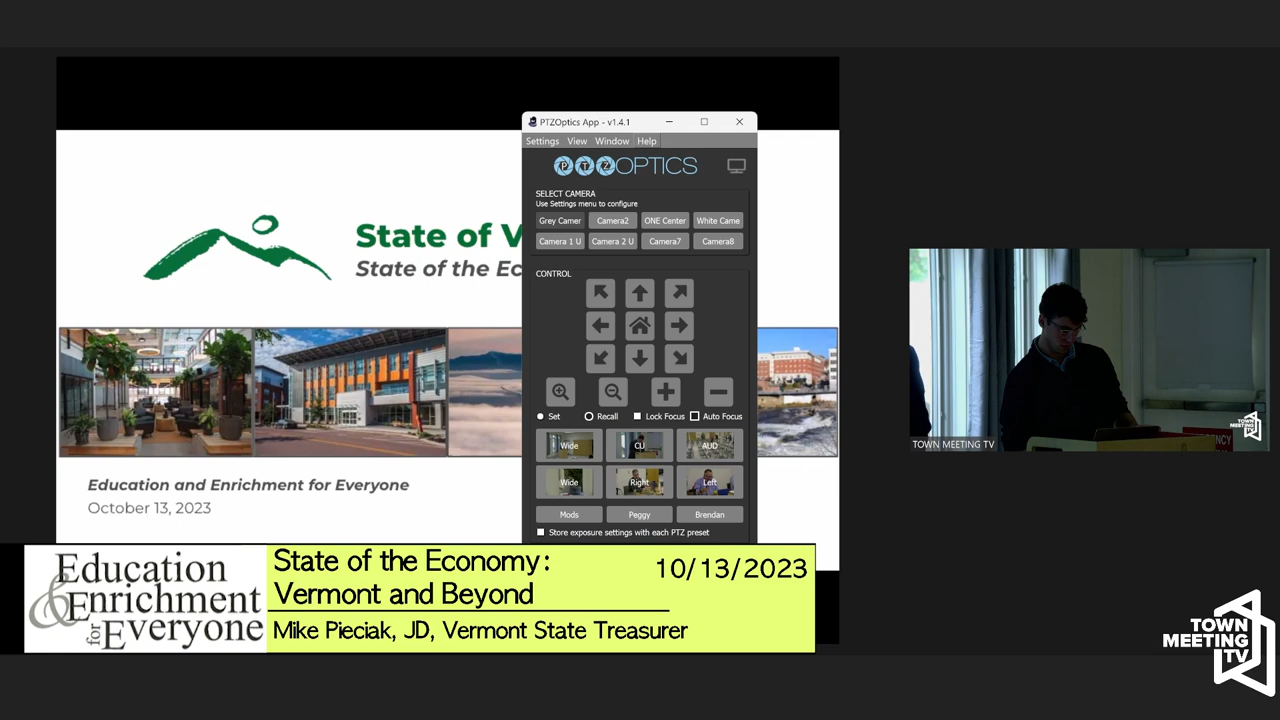 State of V
State of the Ec
Education and Enrichment for Everyone
October 13, 2023
PTZOptics App - v1.4.1
Settings View Window Help
PTZOPTICS
SELECT CAMERA
Use Settings menu to configure
Grey Camer Camera2 ONE Center White Came
Camera 1 U Camera 2 U Camera7 Camera8
CONTROL
Set Recall Lock Focus Auto Focus
Wide CU AUD
Wide Right Left
Mods Peggy Brendan
Store exposure settings with each PTZ preset
TOWN MEETING TV
TOWN
MEETING
TV
Education
& Enrichment
for Everyone
State of the Economy:
Vermont and Beyond
10/13/2023
Mike Pieciak, JD, Vermont State Treasurer
TOWN
MEETING
TV